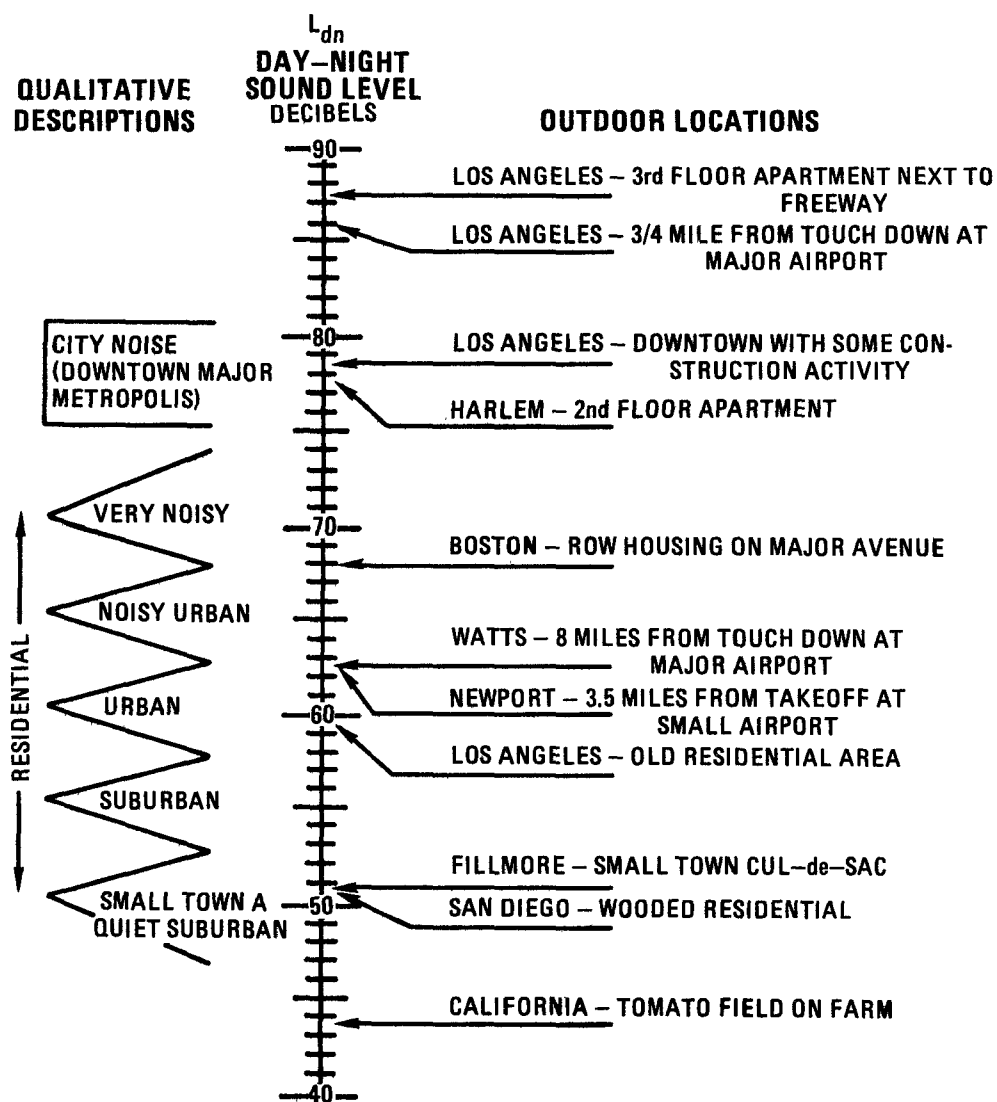 L_dn
DAY–NIGHT
SOUND LEVEL
DECIBELS
QUALITATIVE
DESCRIPTIONS
OUTDOOR LOCATIONS
90
LOS ANGELES – 3rd FLOOR APARTMENT NEXT TO
FREEWAY
LOS ANGELES – 3/4 MILE FROM TOUCH DOWN AT
MAJOR AIRPORT
80
CITY NOISE
(DOWNTOWN MAJOR
METROPOLIS)
LOS ANGELES – DOWNTOWN WITH SOME CON-
STRUCTION ACTIVITY
HARLEM – 2nd FLOOR APARTMENT
VERY NOISY
70
BOSTON – ROW HOUSING ON MAJOR AVENUE
NOISY URBAN
WATTS – 8 MILES FROM TOUCH DOWN AT
MAJOR AIRPORT
RESIDENTIAL
URBAN
60
NEWPORT – 3.5 MILES FROM TAKEOFF AT
SMALL AIRPORT
LOS ANGELES – OLD RESIDENTIAL AREA
SUBURBAN
FILLMORE – SMALL TOWN CUL–de–SAC
SMALL TOWN A
QUIET SUBURBAN
50
SAN DIEGO – WOODED RESIDENTIAL
CALIFORNIA – TOMATO FIELD ON FARM
40